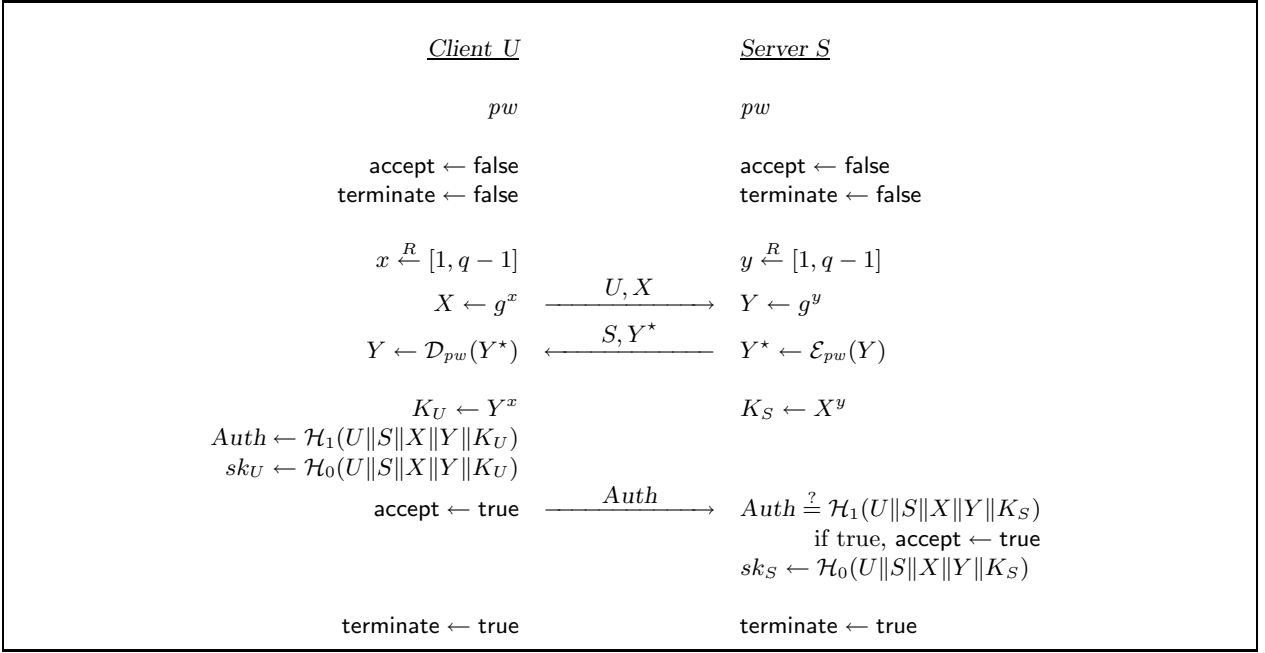 Client U Server S
pw pw
accept ← false accept ← false
terminate ← false terminate ← false
x ←R [1, q − 1] y ←R [1, q − 1]
U, X
X ← g^x Y ← g^y
S, Y^⋆
Y ← D_pw(Y^⋆) Y^⋆ ← E_pw(Y)
K_U ← Y^x K_S ← X^y
Auth ← H_1(U‖S‖X‖Y‖K_U)
sk_U ← H_0(U‖S‖X‖Y‖K_U)
Auth
accept ← true Auth ≟ H_1(U‖S‖X‖Y‖K_S)
if true, accept ← true
sk_S ← H_0(U‖S‖X‖Y‖K_S)
terminate ← true terminate ← true